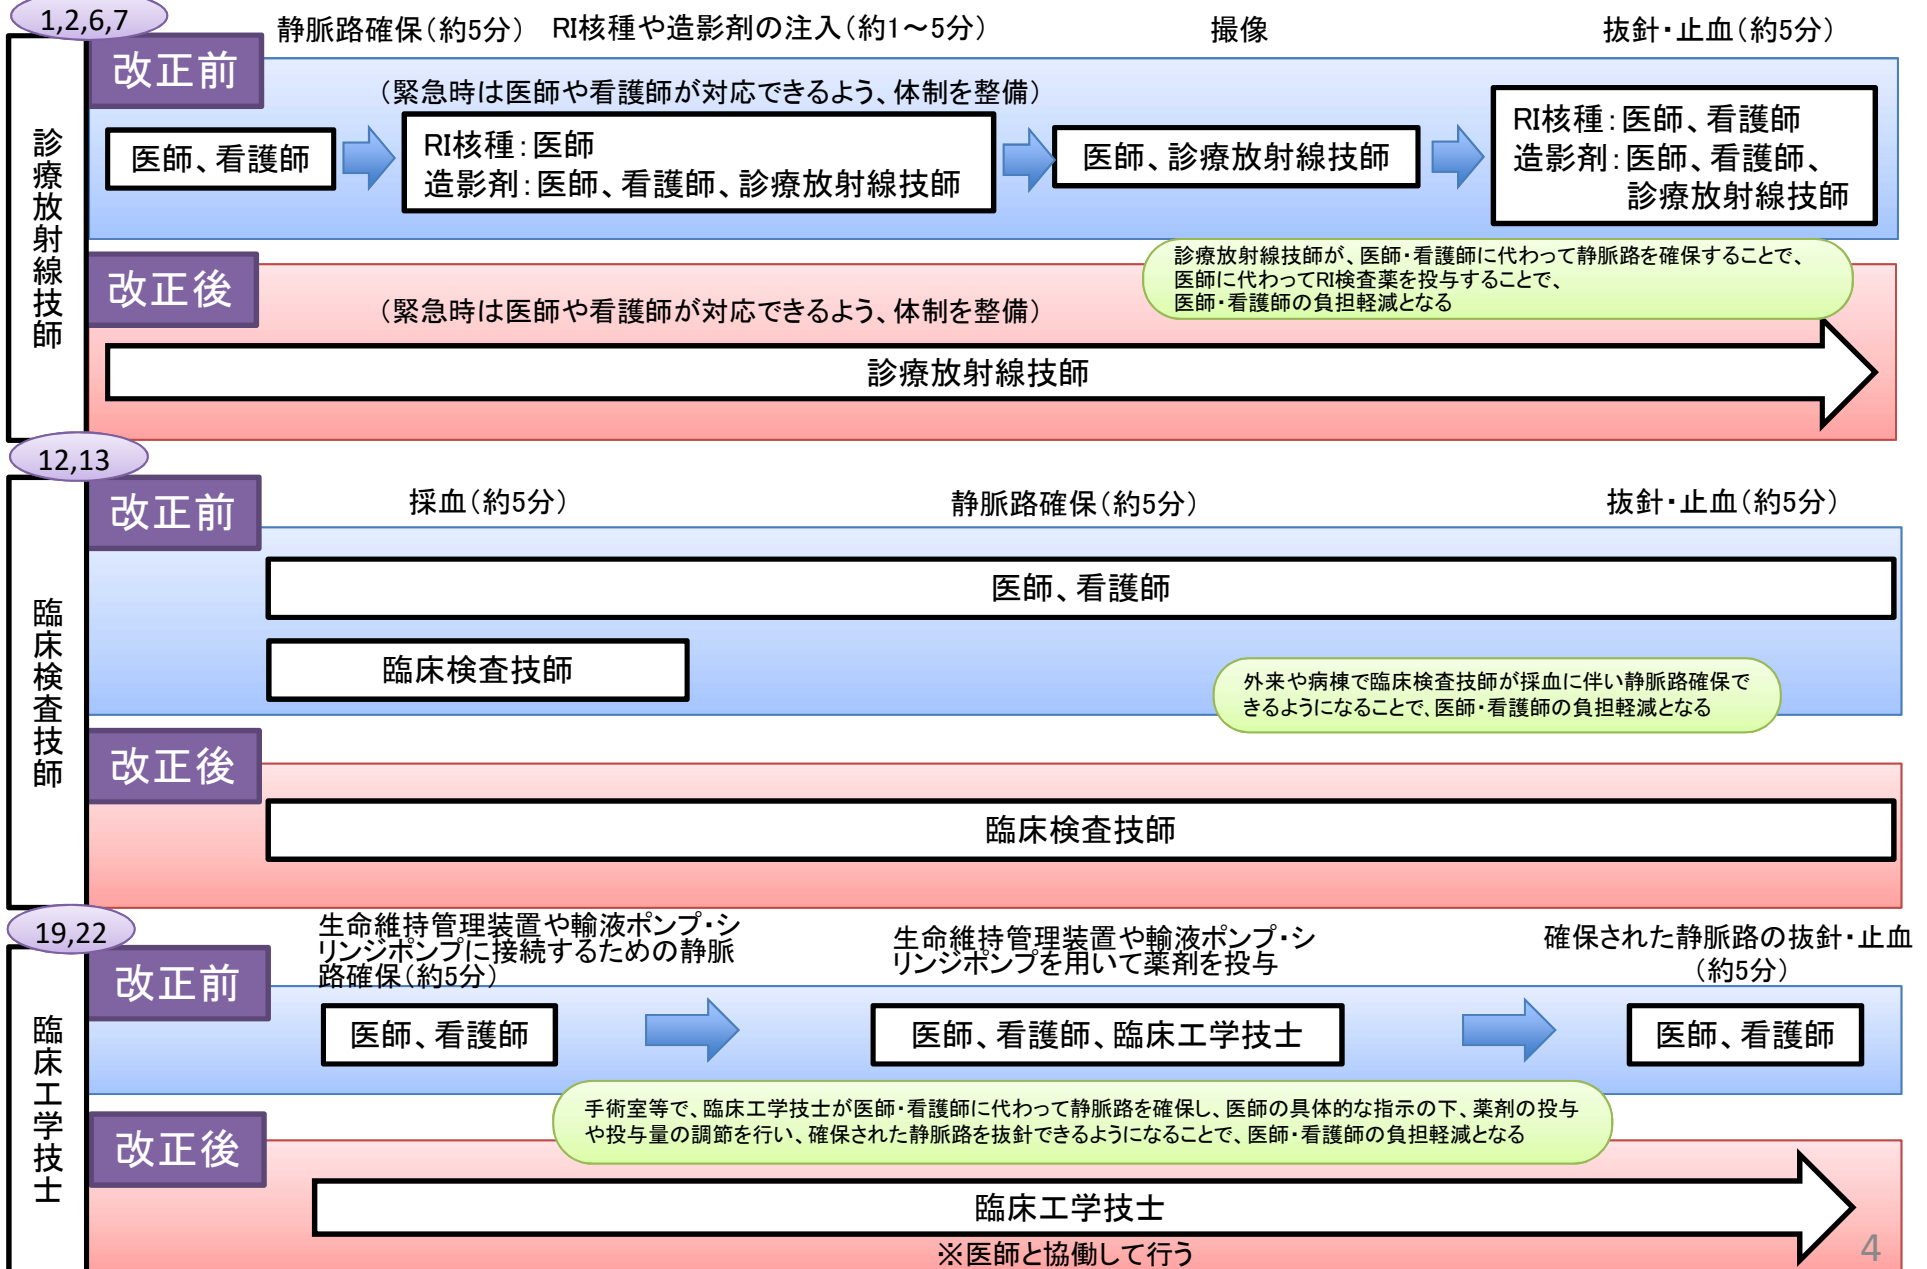 1,2,6,7
静脈路確保（約5分）
RI核種や造影剤の注入（約1～5分）
撮像
抜針・止血（約5分）
診療放射線技師
改正前
（緊急時は医師や看護師が対応できるよう、体制を整備）
医師、看護師
RI核種：医師
造影剤：医師、看護師、診療放射線技師
医師、診療放射線技師
RI核種：医師、看護師
造影剤：医師、看護師、
診療放射線技師
改正後
（緊急時は医師や看護師が対応できるよう、体制を整備）
診療放射線技師が、医師・看護師に代わって静脈路を確保することで、
医師に代わってRI検査薬を投与することで、
医師・看護師の負担軽減となる
診療放射線技師
12,13
臨床検査技師
改正前
採血（約5分）
静脈路確保（約5分）
抜針・止血（約5分）
医師、看護師
臨床検査技師
外来や病棟で臨床検査技師が採血に伴い静脈路確保で
きるようになることで、医師・看護師の負担軽減となる
改正後
臨床検査技師
19,22
臨床工学技士
改正前
生命維持管理装置や輸液ポンプ・シ
リンジポンプに接続するための静脈
路確保（約5分）
生命維持管理装置や輸液ポンプ・シ
リンジポンプを用いて薬剤を投与
確保された静脈路の抜針・止血
（約5分）
医師、看護師
医師、看護師、臨床工学技士
医師、看護師
手術室等で、臨床工学技士が医師・看護師に代わって静脈路を確保し、医師の具体的な指示の下、薬剤の投与
や投与量の調節を行い、確保された静脈路を抜針できるようになることで、医師・看護師の負担軽減となる
改正後
臨床工学技士
※医師と協働して行う
4